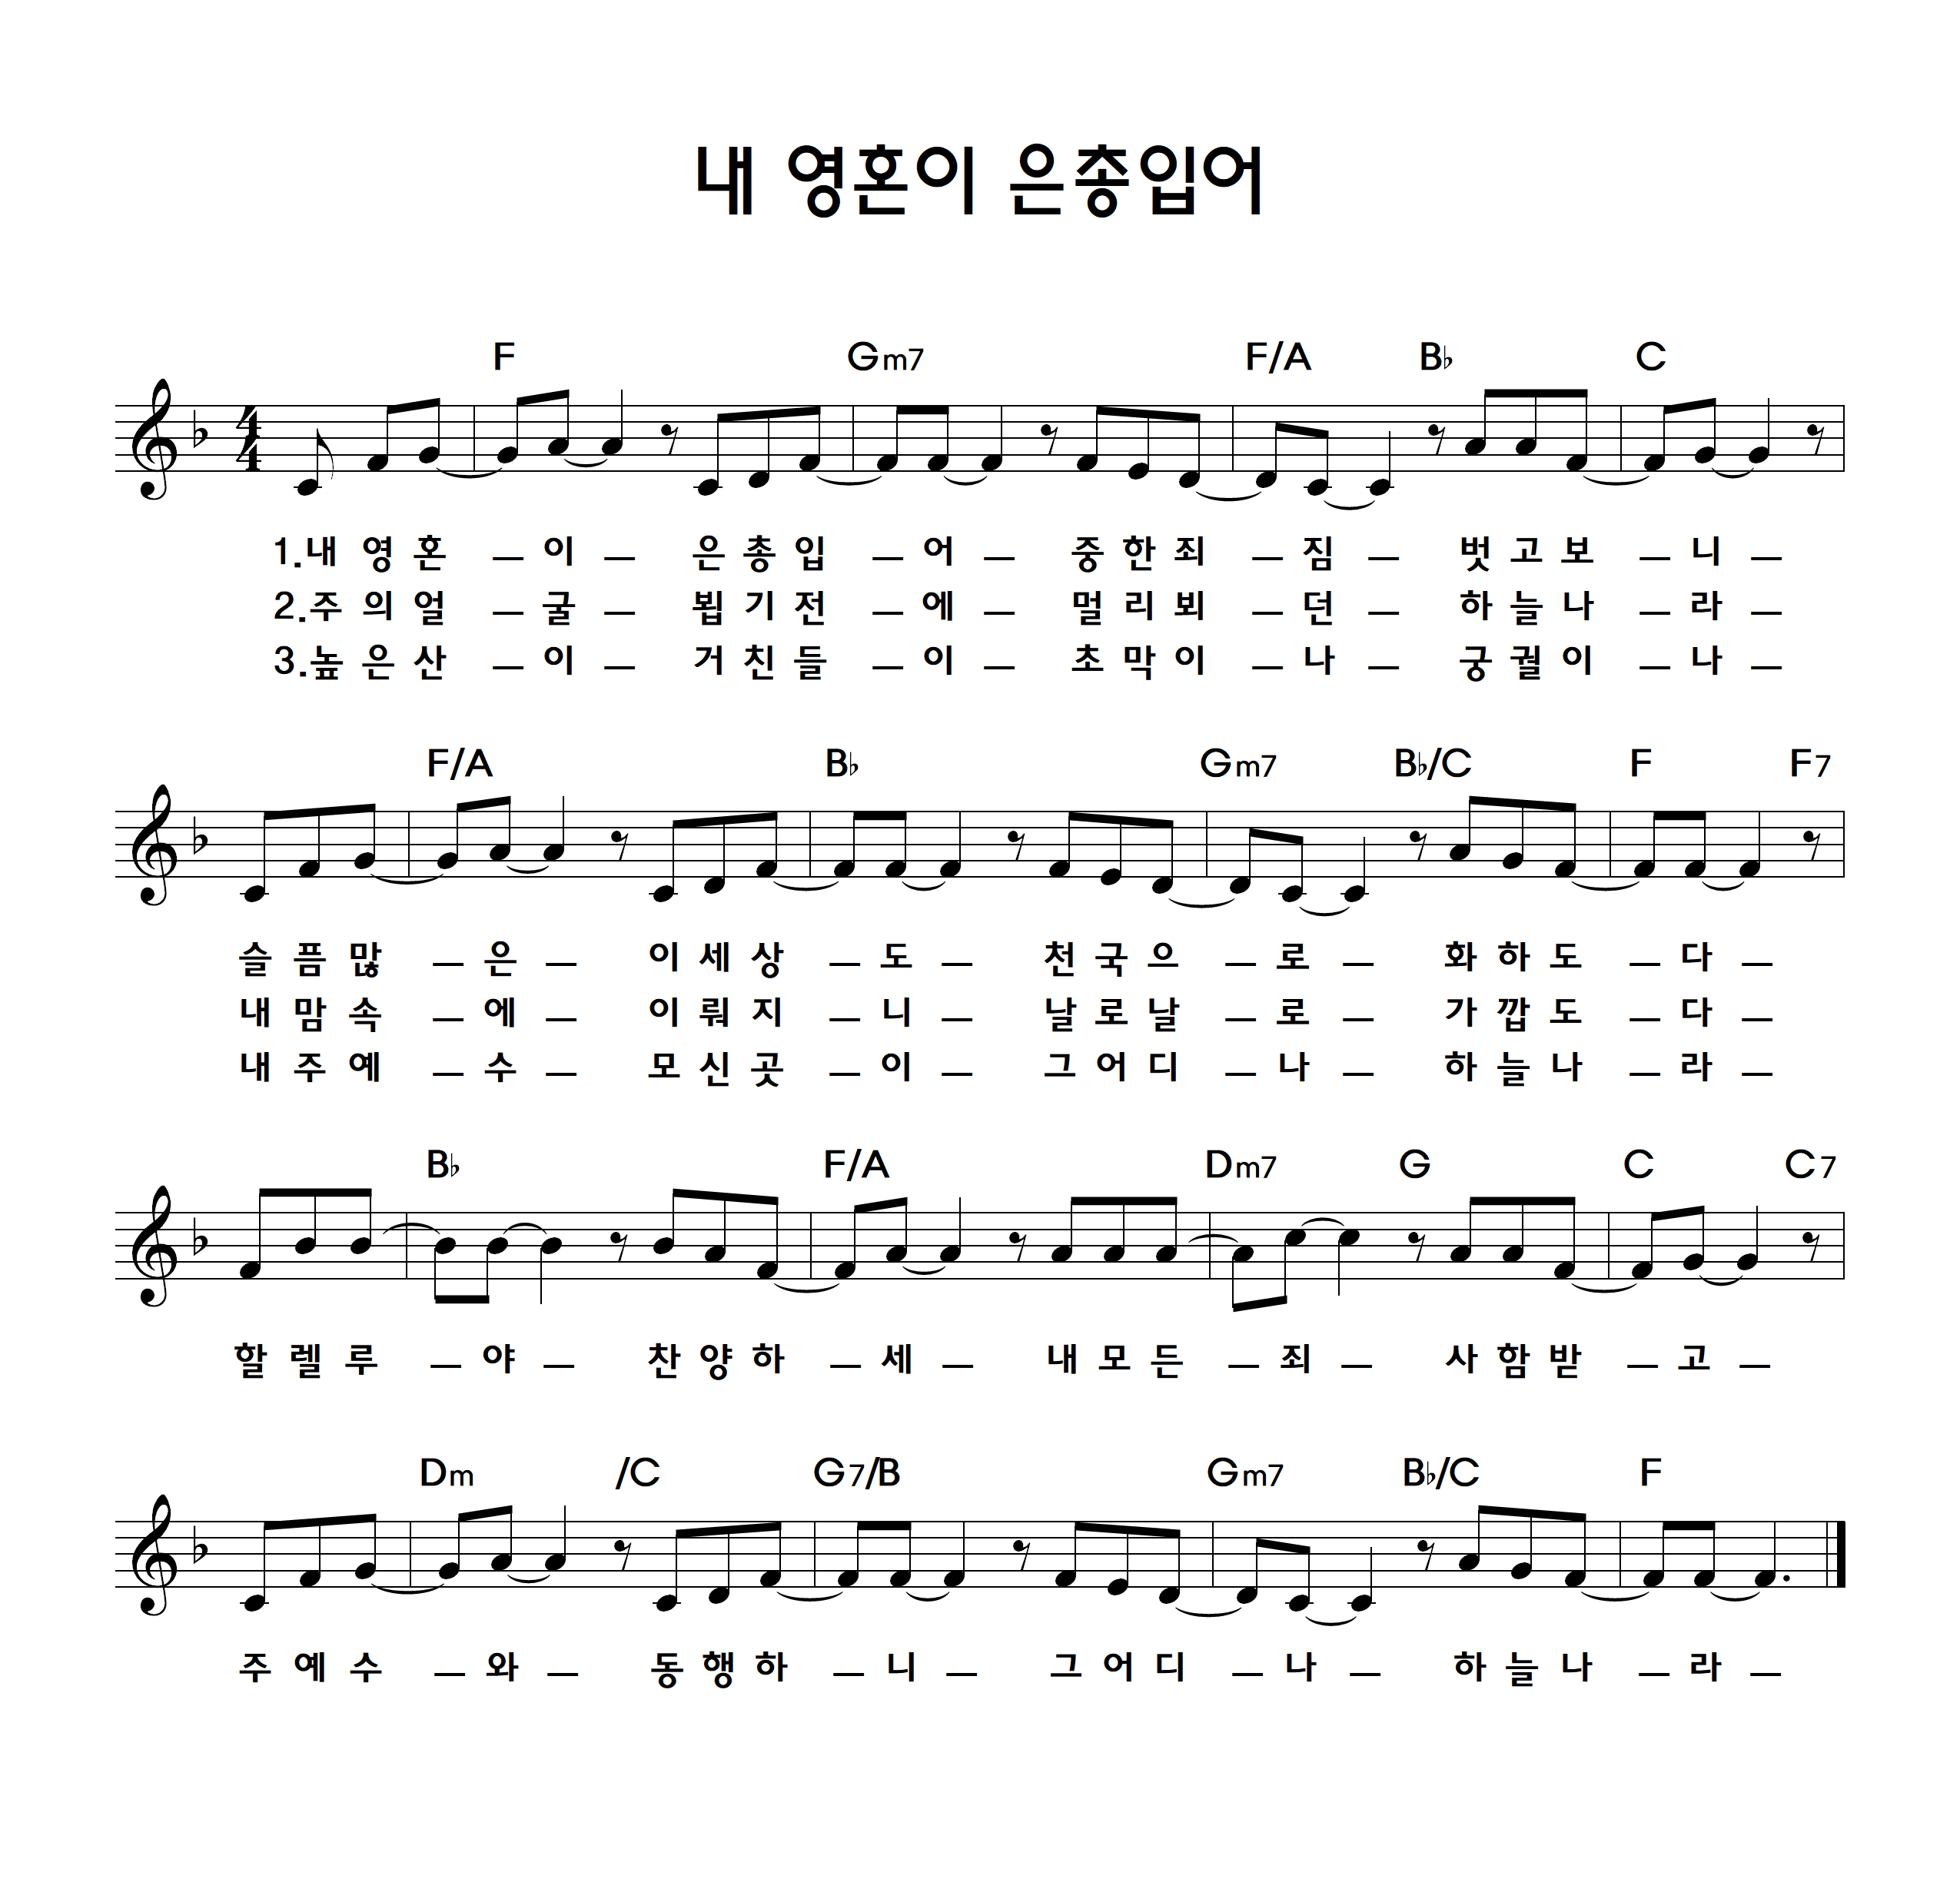 내 영혼이 은총입어
F Gm7 F/A B♭ C
4/4
1.내 영 혼 – 이 – 은 총 입 – 어 – 중 한 죄 – 짐 – 벗 고 보 – 니 –
2.주 의 얼 – 굴 – 뵙 기 전 – 에 – 멀 리 뵈 – 던 – 하 늘 나 – 라 –
3.높 은 산 – 이 – 거 친 들 – 이 – 초 막 이 – 나 – 궁 궐 이 – 나 –
F/A B♭ Gm7 B♭/C F F7
슬 픔 많 – 은 – 이 세 상 – 도 – 천 국 으 – 로 – 화 하 도 – 다 –
내 맘 속 – 에 – 이 뤄 지 – 니 – 날 로 날 – 로 – 가 깝 도 – 다 –
내 주 예 – 수 – 모 신 곳 – 이 – 그 어 디 – 나 – 하 늘 나 – 라 –
B♭ F/A Dm7 G C C7
할 렐 루 – 야 – 찬 양 하 – 세 – 내 모 든 – 죄 – 사 함 받 – 고 –
Dm /C G7/B Gm7 B♭/C F
주 예 수 – 와 – 동 행 하 – 니 – 그 어 디 – 나 – 하 늘 나 – 라 –